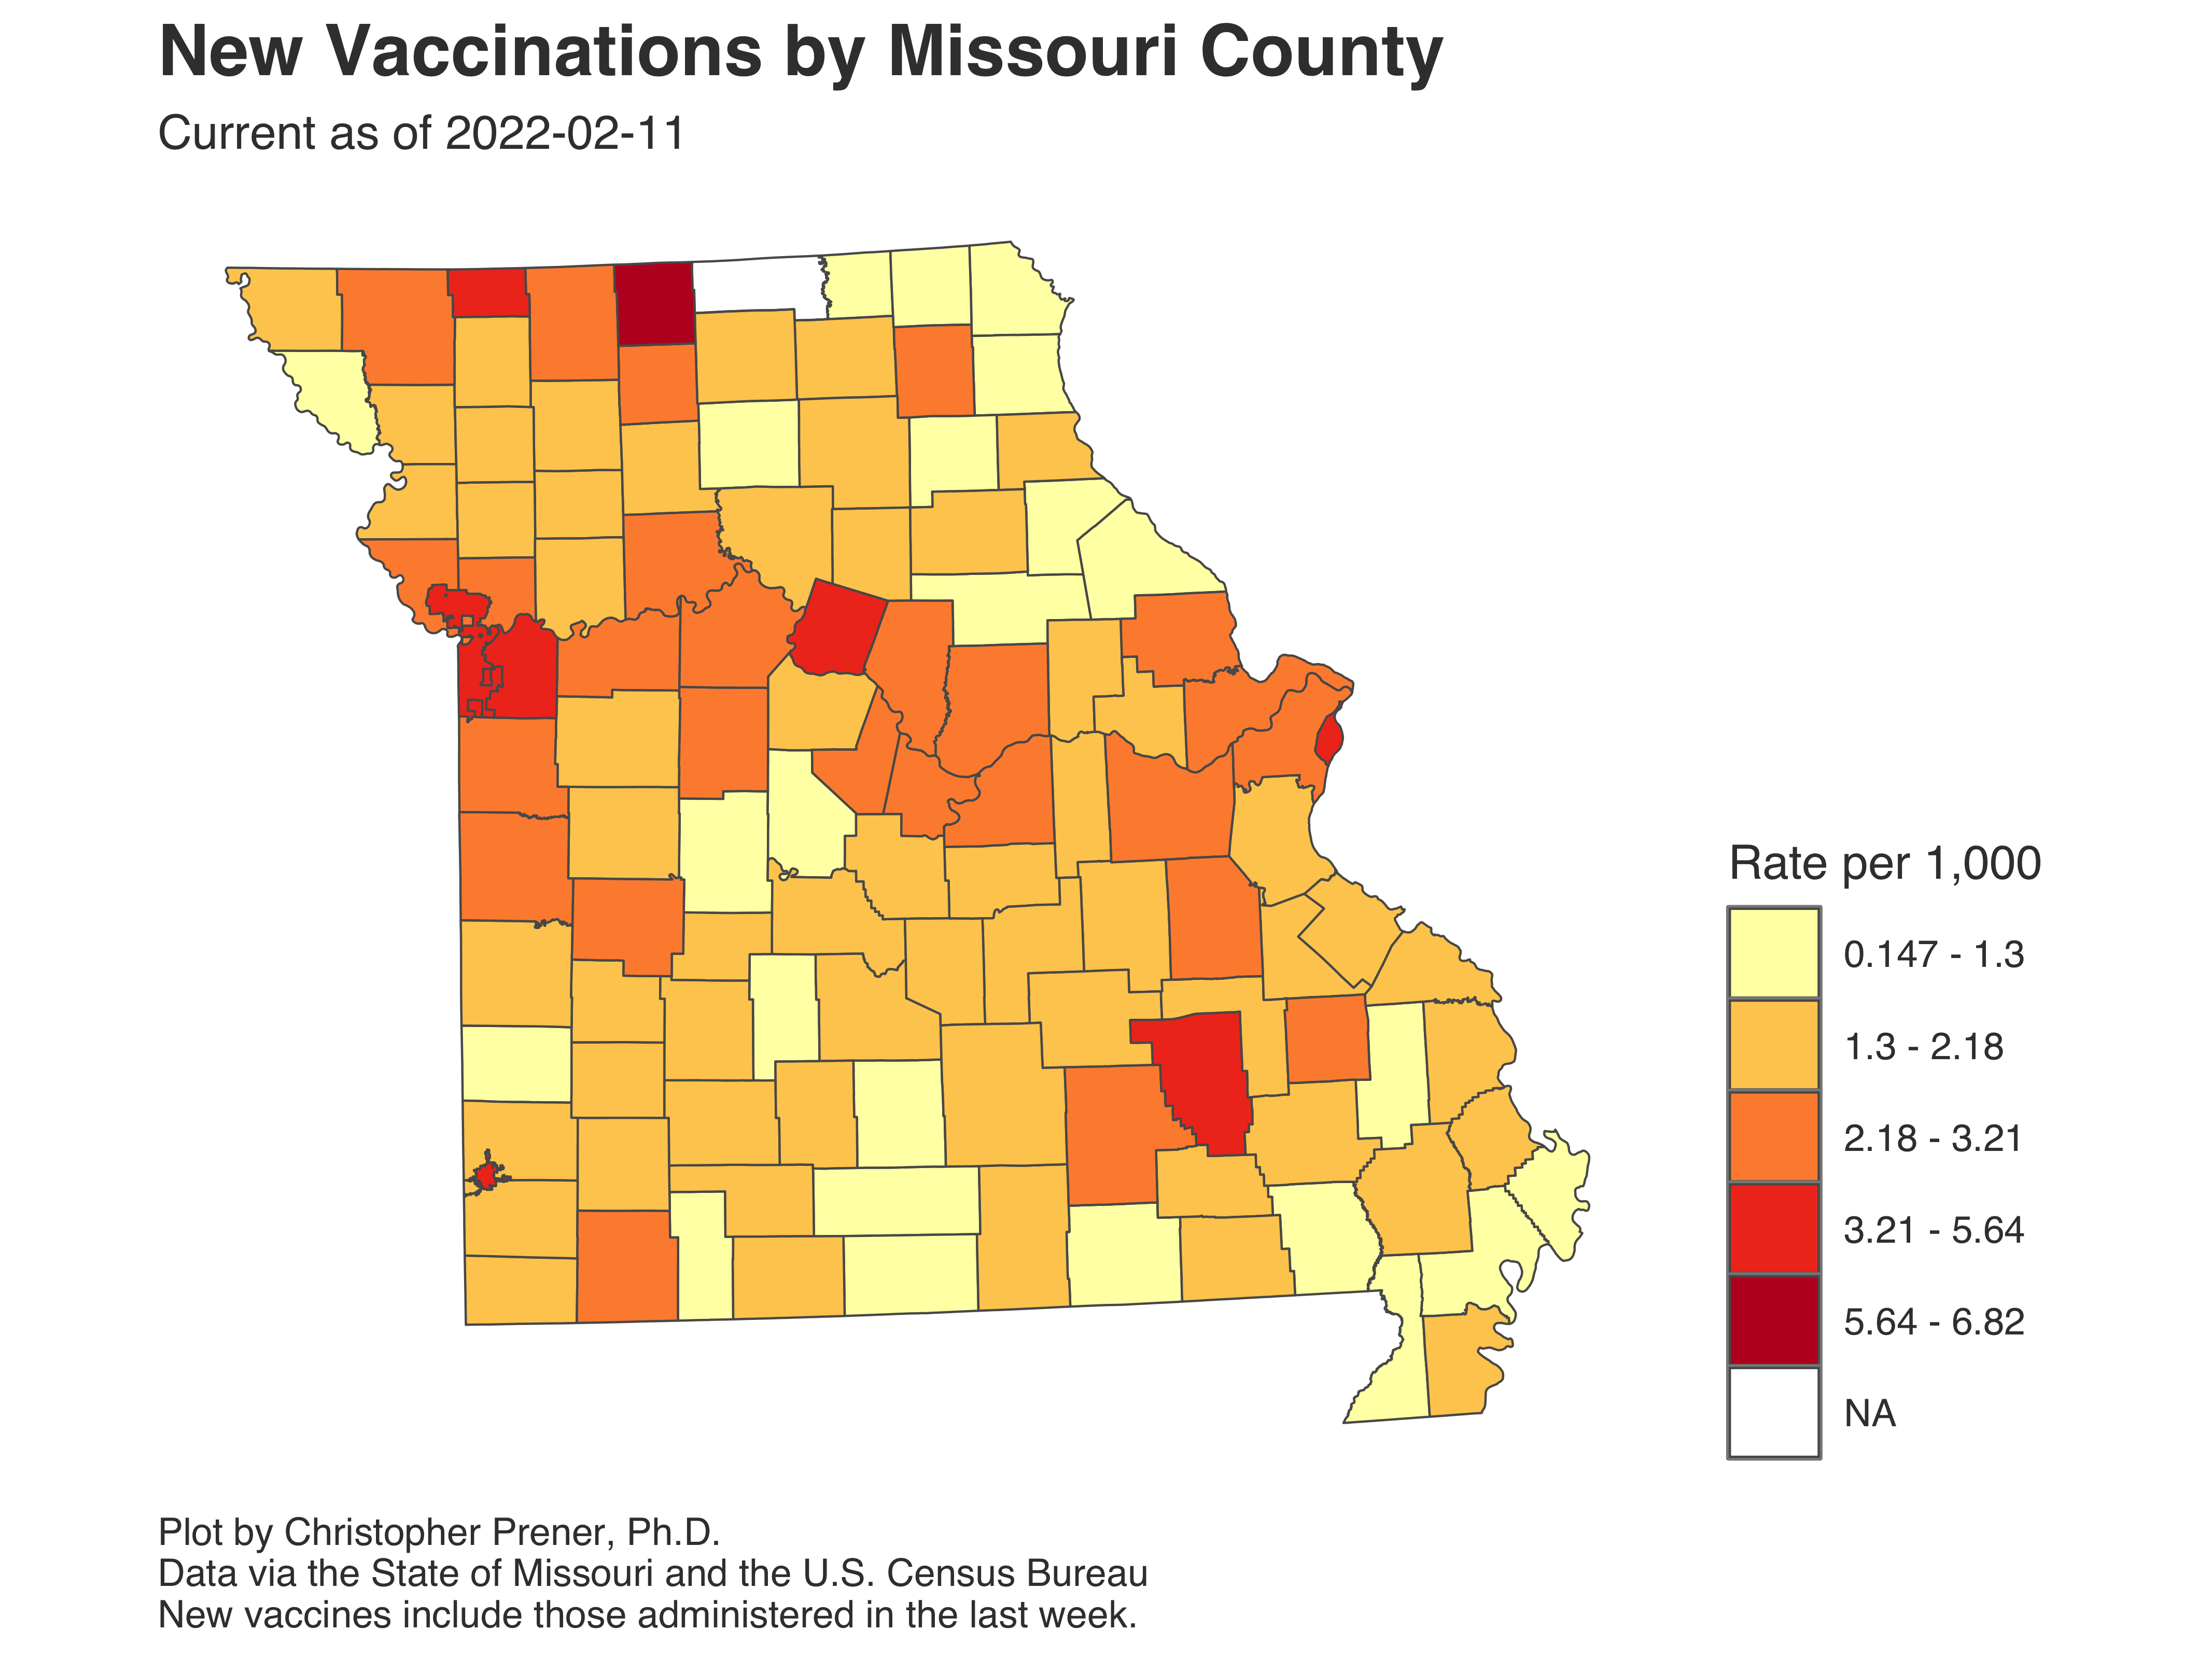 New Vaccinations by Missouri County
Current as of 2022-02-11
Rate per 1,000
0.147 - 1.3
1.3 - 2.18
2.18 - 3.21
3.21 - 5.64
5.64 - 6.82
NA
Plot by Christopher Prener, Ph.D.
Data via the State of Missouri and the U.S. Census Bureau
New vaccines include those administered in the last week.